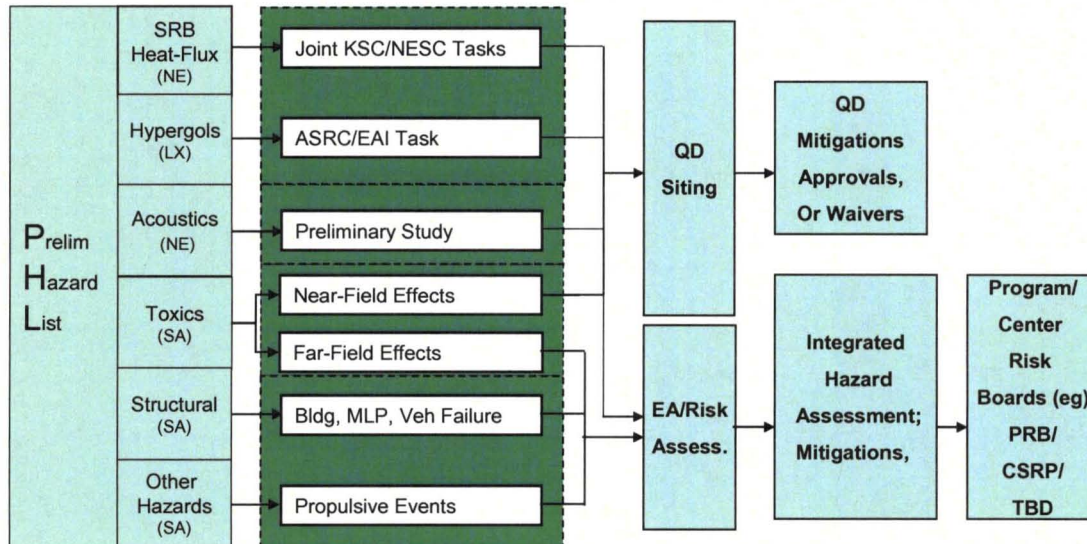 Prelim
Hazard
List
SRB
Heat-Flux
(NE)
Hypergols
(LX)
Acoustics
(NE)
Toxics
(SA)
Structural
(SA)
Other
Hazards
(SA)
Joint KSC/NESC Tasks
ASRC/EAI Task
Preliminary Study
Near-Field Effects
Far-Field Effects
Bldg, MLP, Veh Failure
Propulsive Events
QD
Siting
EA/Risk
Assess.
QD
Mitigations
Approvals,
Or Waivers
Integrated
Hazard
Assessment;
Mitigations,
Program/
Center
Risk
Boards (eg)
PRB/
CSRP/
TBD